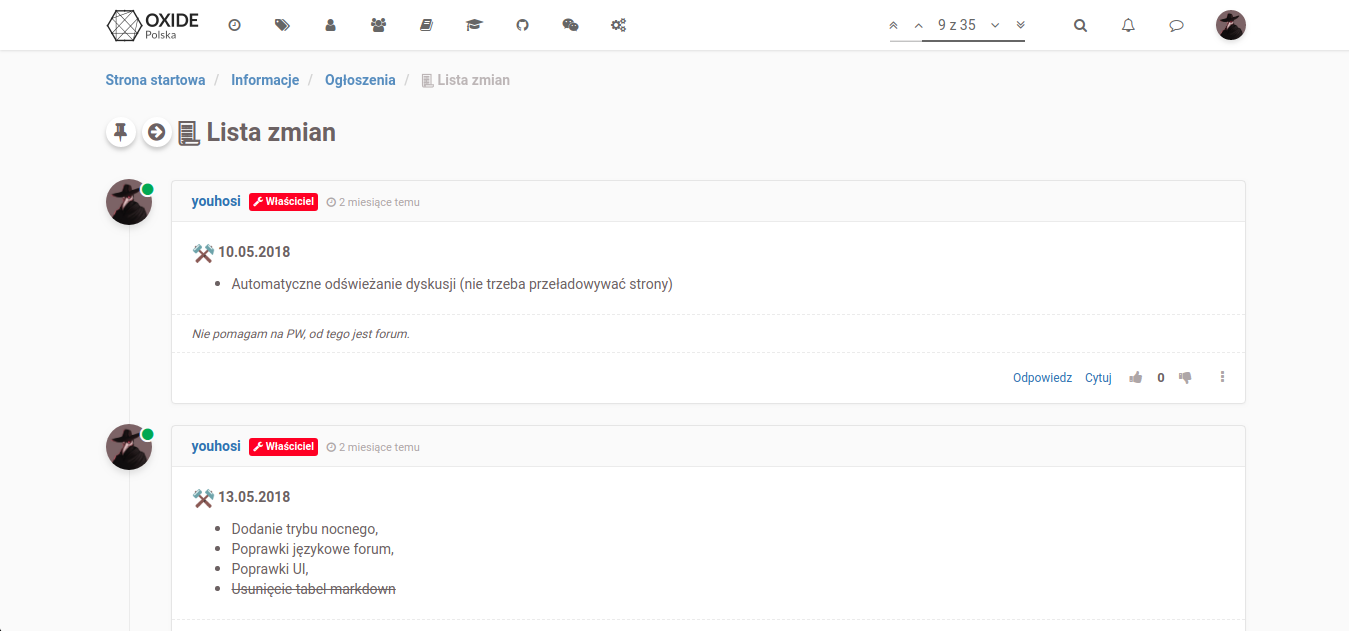 OXIDE
Polska
9 z 35
Strona startowa / Informacje / Ogłoszenia / Lista zmian
Lista zmian
youhosi Właściciel 2 miesiące temu
10.05.2018
• Automatyczne odświeżanie dyskusji (nie trzeba przeładowywać strony)
Nie pomagam na PW, od tego jest forum.
Odpowiedz Cytuj 0
youhosi Właściciel 2 miesiące temu
13.05.2018
• Dodanie trybu nocnego,
• Poprawki językowe forum,
• Poprawki UI,
• Usunięcie tabel markdown